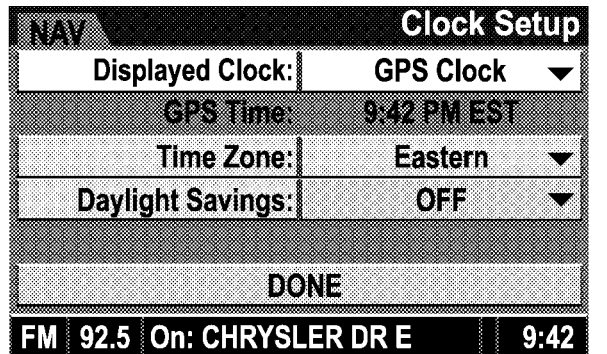 NAV Clock Setup
Displayed Clock: GPS Clock
GPS Time: 9:42 PM EST
Time Zone: Eastern
Daylight Savings: OFF
DONE
FM 92.5 On: CHRYSLER DR E 9:42